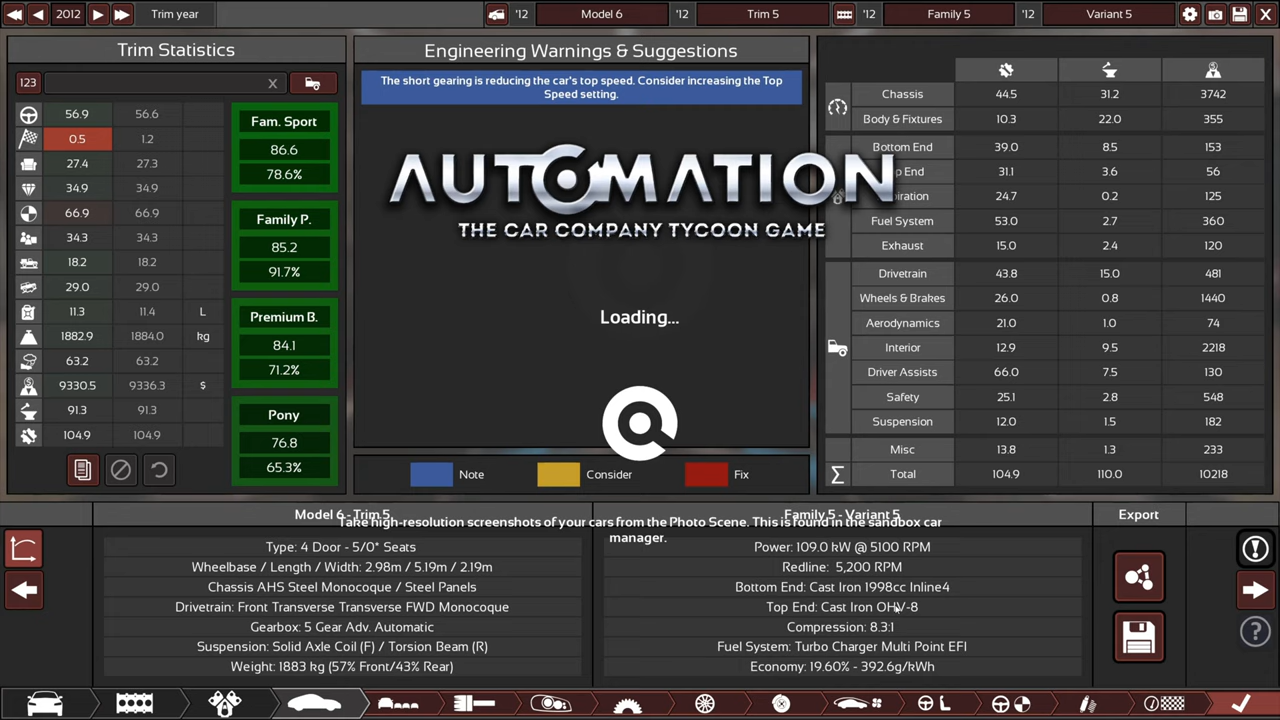 2012 Trim year '12 Model 6 '12 Trim 5 '12 Family 5 '12 Variant 5
Trim Statistics
123 x
56.9 56.6
0.5 1.2
27.4 27.3
34.9 34.9
66.9 66.9
34.3 34.3
18.2 18.2
29.0 29.0
11.3 11.4 L
1882.9 1884.0 kg
63.2 63.2
9330.5 9336.3 $
91.3 91.3
104.9 104.9
Fam. Sport
86.6
78.6%
Family P.
85.2
91.7%
Premium B.
84.1
71.2%
Pony
76.8
65.3%
Engineering Warnings & Suggestions
The short gearing is reducing the car's top speed. Consider increasing the Top
Speed setting.
AUTOMATION
THE CAR COMPANY TYCOON GAME
Loading...
Note Consider Fix
Chassis 44.5 31.2 3742
Body & Fixtures 10.3 22.0 355
Bottom End 39.0 8.5 153
End 31.1 3.6 56
24.7 0.2 125
Fuel System 53.0 2.7 360
Exhaust 15.0 2.4 120
Drivetrain 43.8 15.0 481
Wheels & Brakes 26.0 0.8 1440
Aerodynamics 21.0 1.0 74
Interior 12.9 9.5 2218
Driver Assists 66.0 7.5 130
Safety 25.1 2.8 548
Suspension 12.0 1.5 182
Misc 13.8 1.3 233
Σ Total 104.9 110.0 10218
Model 6 - Trim 5
Type: 4 Door - 5/0* Seats
Wheelbase / Length / Width: 2.98m / 5.19m / 2.19m
Chassis AHS Steel Monocoque / Steel Panels
Drivetrain: Front Transverse Transverse FWD Monocoque
Gearbox: 5 Gear Adv. Automatic
Suspension: Solid Axle Coil (F) / Torsion Beam (R)
Weight: 1883 kg (57% Front/43% Rear)
Take high-resolution screenshots of your cars from the Photo Scene. This is found in the sandbox car
manager.
Family 5 - Variant 5
Power: 109.0 kW @ 5100 RPM
Redline: 5,200 RPM
Bottom End: Cast Iron 1998cc Inline4
Top End: Cast Iron OHV-8
Compression: 8.3:1
Fuel System: Turbo Charger Multi Point EFI
Economy: 19.60% - 392.6g/kWh
Export